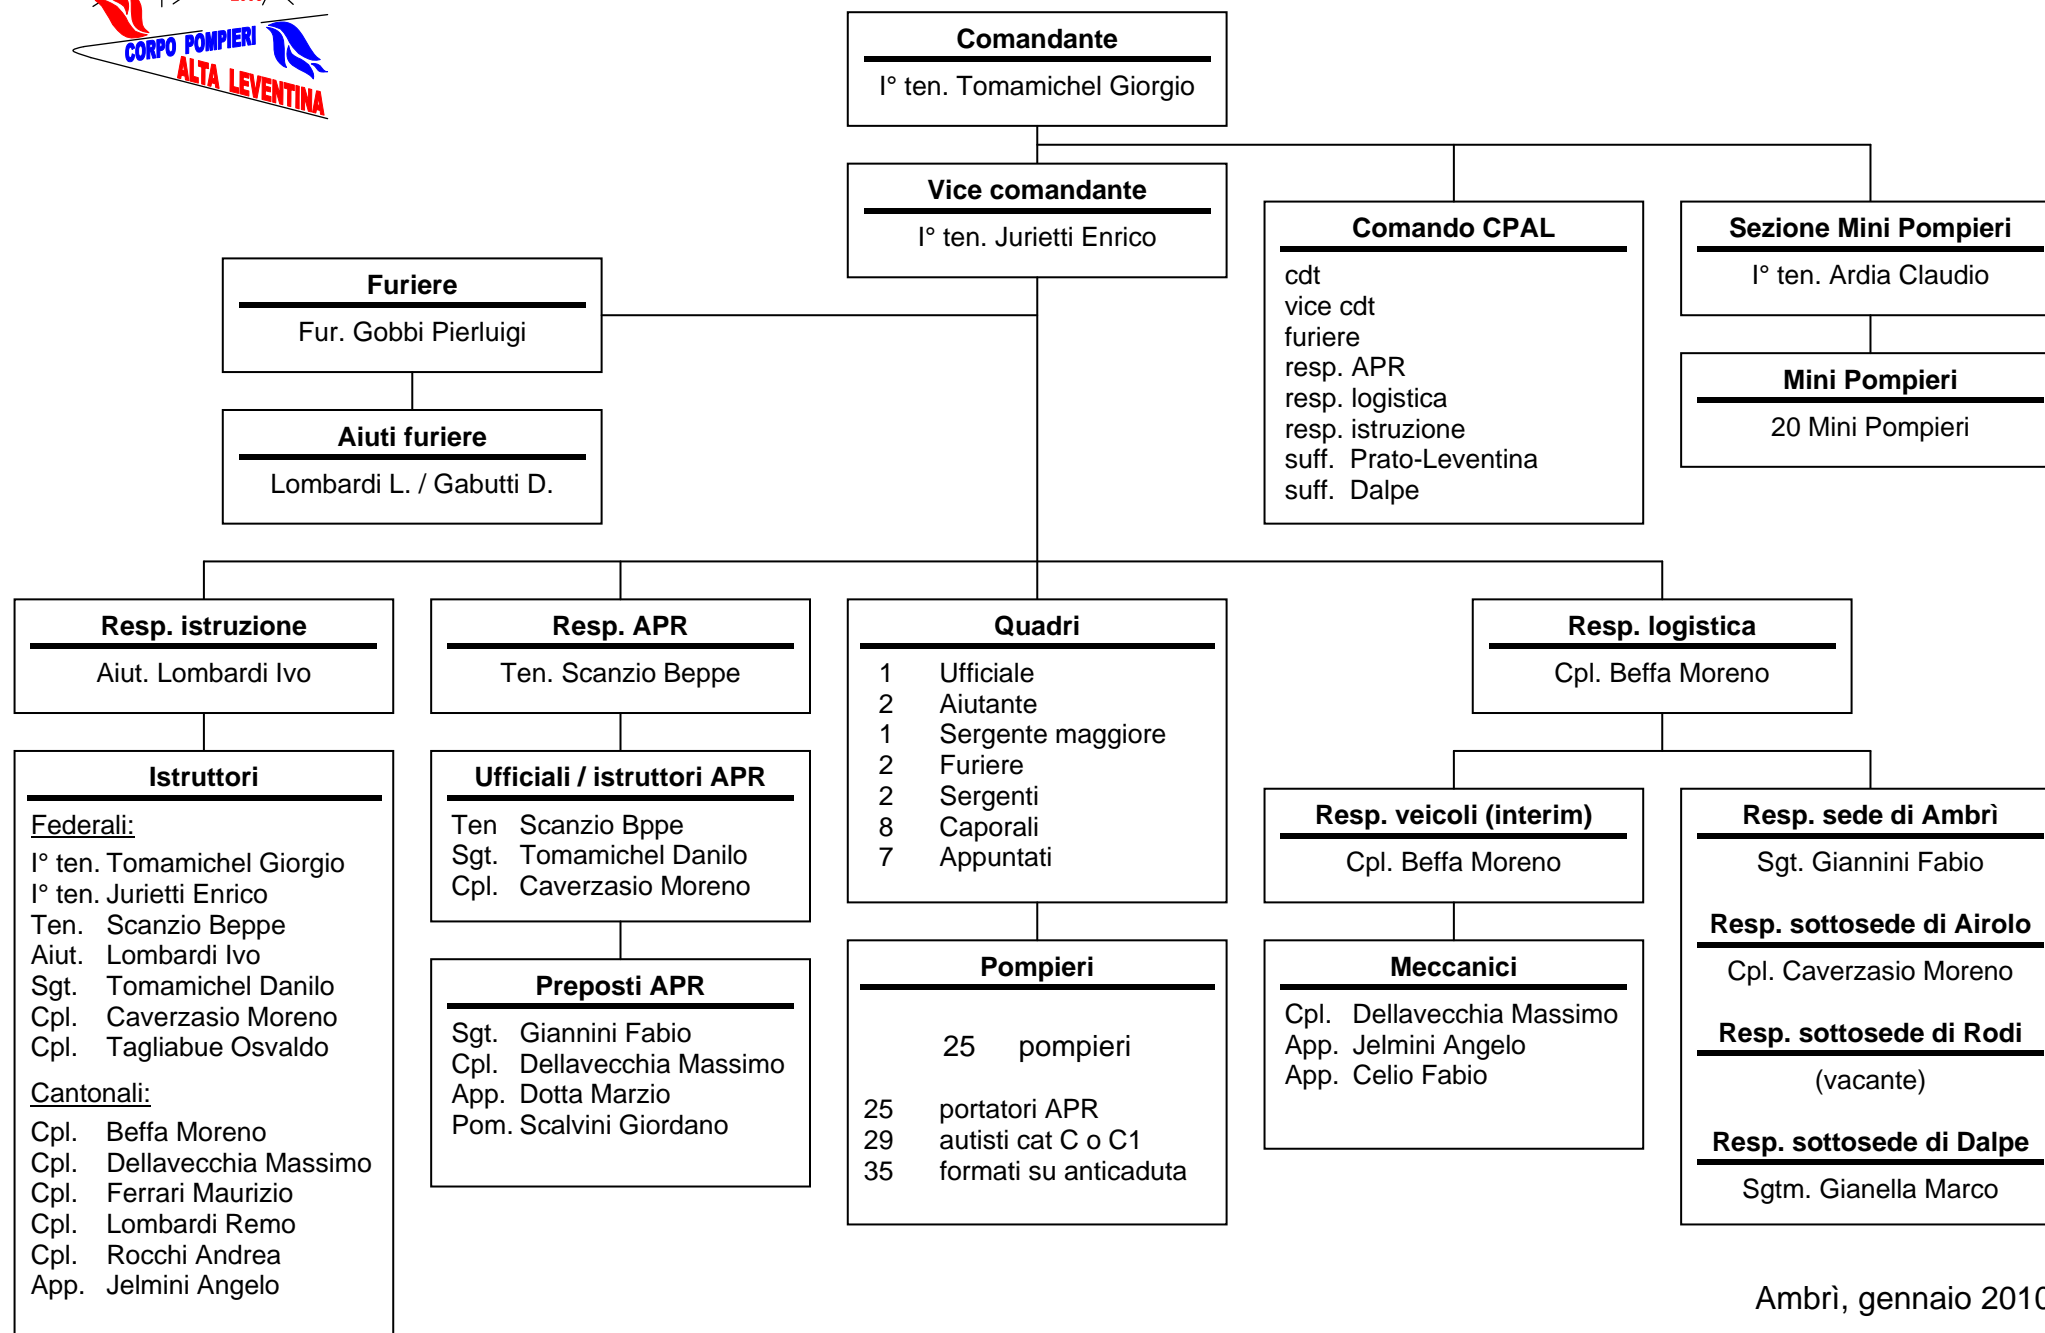 CORPO POMPIERI
ALTA LEVENTINA
Comandante
I° ten. Tomamichel Giorgio
Vice comandante
I° ten. Jurietti Enrico
Comando CPAL
cdt
vice cdt
furiere
resp. APR
resp. logistica
resp. istruzione
suff. Prato-Leventina
suff. Dalpe
Sezione Mini Pompieri
I° ten. Ardia Claudio
Mini Pompieri
20 Mini Pompieri
Furiere
Fur. Gobbi Pierluigi
Aiuti furiere
Lombardi L. / Gabutti D.
Resp. istruzione
Aiut. Lombardi Ivo
Istruttori
Federali:
I° ten. Tomamichel Giorgio
I° ten. Jurietti Enrico
Ten. Scanzio Beppe
Aiut. Lombardi Ivo
Sgt. Tomamichel Danilo
Cpl. Caverzasio Moreno
Cpl. Tagliabue Osvaldo
Cantonali:
Cpl. Beffa Moreno
Cpl. Dellavecchia Massimo
Cpl. Ferrari Maurizio
Cpl. Lombardi Remo
Cpl. Rocchi Andrea
App. Jelmini Angelo
Resp. APR
Ten. Scanzio Beppe
Ufficiali / istruttori APR
Ten Scanzio Bppe
Sgt. Tomamichel Danilo
Cpl. Caverzasio Moreno
Preposti APR
Sgt. Giannini Fabio
Cpl. Dellavecchia Massimo
App. Dotta Marzio
Pom. Scalvini Giordano
Quadri
1 Ufficiale
2 Aiutante
1 Sergente maggiore
2 Furiere
2 Sergenti
8 Caporali
7 Appuntati
Pompieri
25 pompieri
25 portatori APR
29 autisti cat C o C1
35 formati su anticaduta
Resp. logistica
Cpl. Beffa Moreno
Resp. veicoli (interim)
Cpl. Beffa Moreno
Meccanici
Cpl. Dellavecchia Massimo
App. Jelmini Angelo
App. Celio Fabio
Resp. sede di Ambrì
Sgt. Giannini Fabio
Resp. sottosede di Airolo
Cpl. Caverzasio Moreno
Resp. sottosede di Rodi
(vacante)
Resp. sottosede di Dalpe
Sgtm. Gianella Marco
Ambrì, gennaio 2010